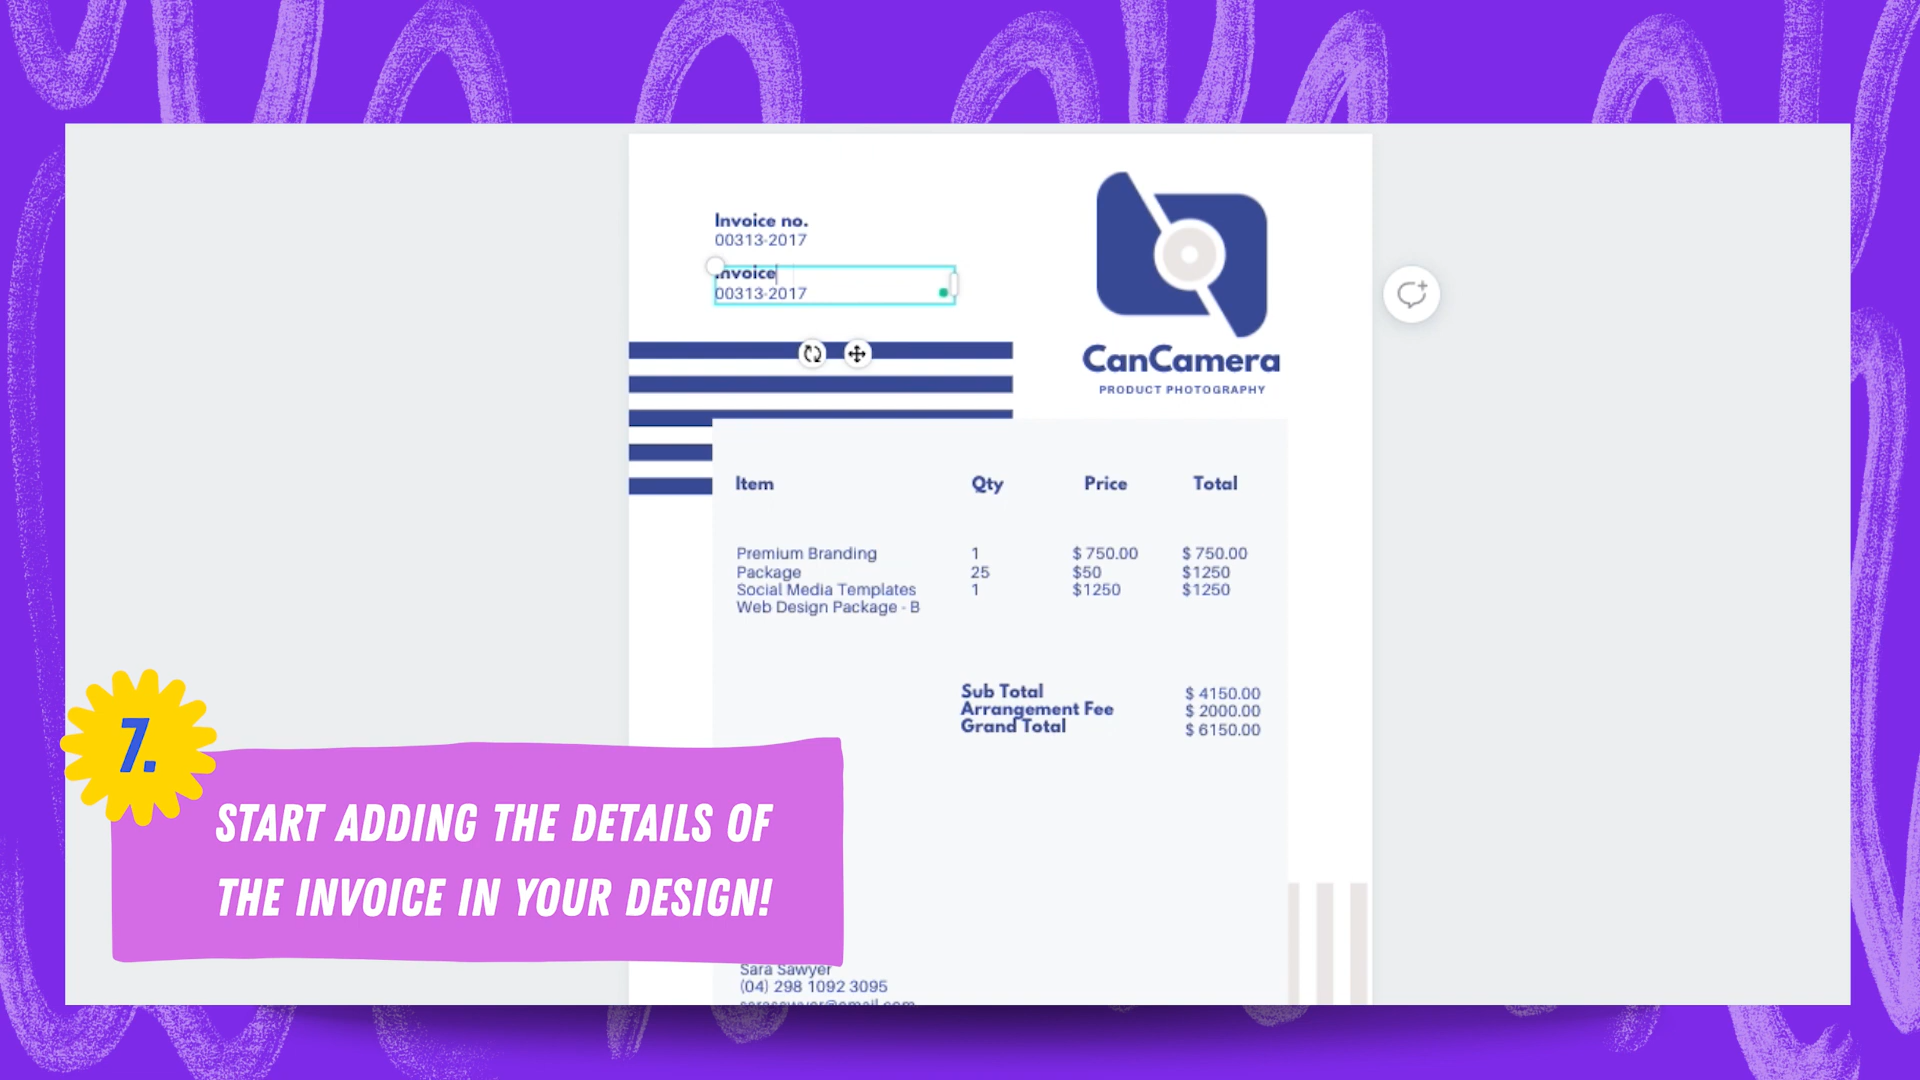 Invoice no.
00313-2017
Invoice
00313-2017
CanCamera
PRODUCT PHOTOGRAPHY
Item Qty Price Total
Premium Branding 1 $ 750.00 $ 750.00
Package 25 $50 $1250
Social Media Templates 1 $1250 $1250
Web Design Package - B
Sub Total $ 4150.00
Arrangement Fee $ 2000.00
Grand Total $ 6150.00
7.
START ADDING THE DETAILS OF
THE INVOICE IN YOUR DESIGN!
Sara Sawyer
(04) 298 1092 3095